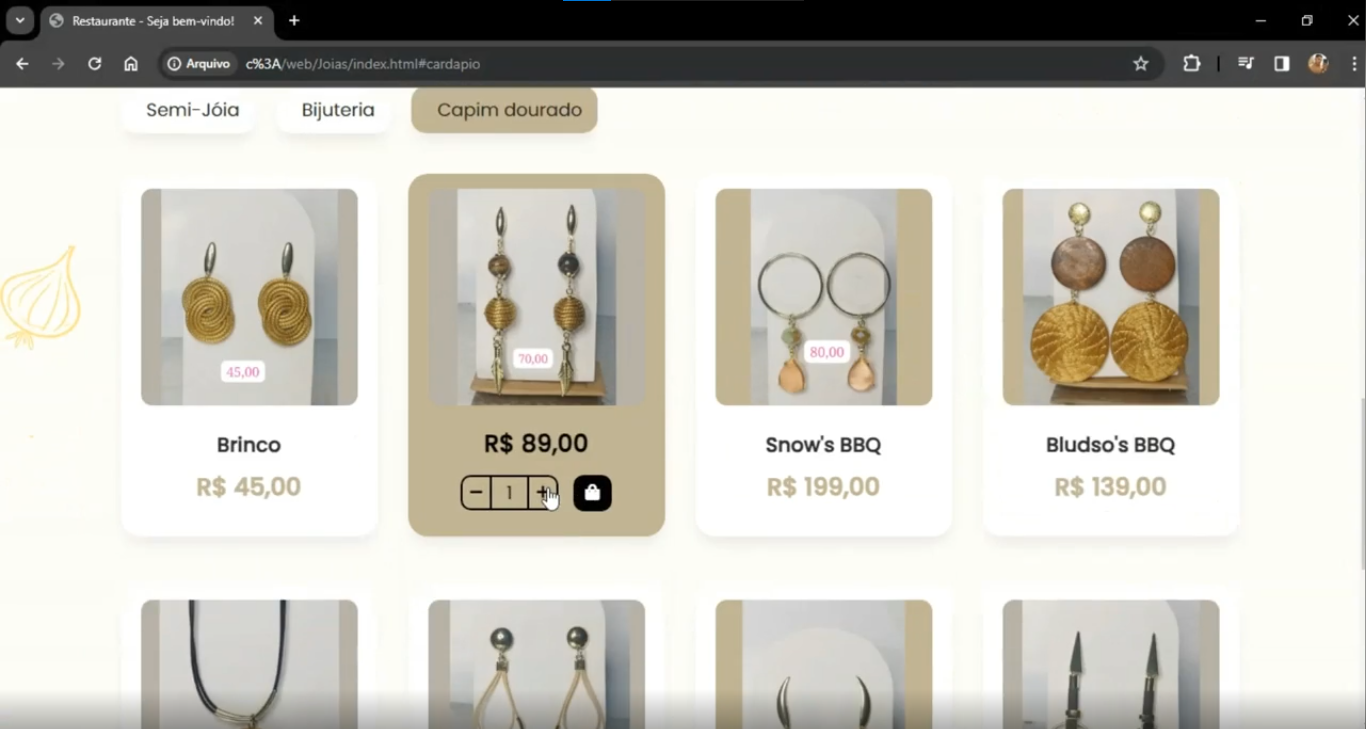 Restaurante - Seja bem-vindo!
Arquivo c%3A/web/Joias/index.html#cardapio
Semi-Jóia
Bijuteria
Capim dourado
45,00
70,00
80,00
Brinco
R$ 45,00
R$ 89,00
1
Snow's BBQ
R$ 199,00
Bludso's BBQ
R$ 139,00